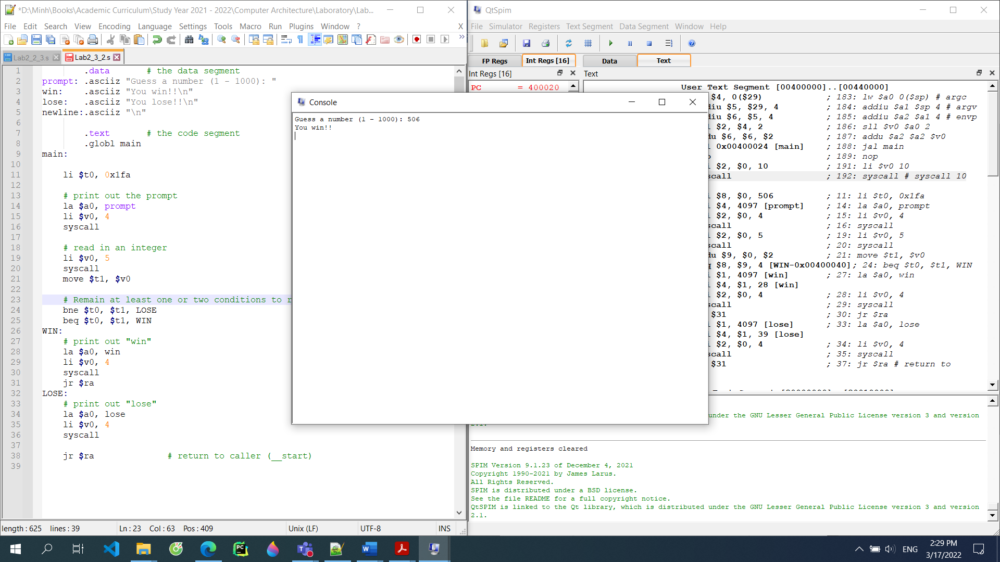 *D:\Minh\Books\Academic Curriculum\Study Year 2021 - 2022\Computer Architecture\Laboratory\Lab...
File Edit Search View Encoding Language Settings Tools Macro Run Plugins Window ? X
Lab2_2_3.s Lab2_3_2.s
1 .data # the data segment
2 prompt: .asciiz "Guess a number (1 - 1000): "
3 win: .asciiz "You win!!\n"
4 lose: .asciiz "You lose!!\n"
5 newline:.asciiz "\n"
6
7 .text # the code segment
8 .globl main
9 main:
10
11 li $t0, 0x1fa
12
13 # print out the prompt
14 la $a0, prompt
15 li $v0, 4
16 syscall
17
18 # read in an integer
19 li $v0, 5
20 syscall
21 move $t1, $v0
22
23 # Remain at least one or two conditions to r
24 bne $t0, $t1, LOSE
25 beq $t0, $t1, WIN
26 WIN:
27 # print out "win"
28 la $a0, win
29 li $v0, 4
30 syscall
31 jr $ra
32 LOSE:
33 # print out "lose"
34 la $a0, lose
35 li $v0, 4
36 syscall
37
38 jr $ra # return to caller (__start)
39
length : 625 lines : 39 Ln : 23 Col : 63 Pos : 409 Unix (LF) UTF-8 INS
QtSpim
File Simulator Registers Text Segment Data Segment Window Help
FP Regs Int Regs [16] Data Text
Int Regs [16] Text
PC = 400020
User Text Segment [00400000]..[00440000]
$4, 0($29) ; 183: lw $a0 0($sp) # argc
diu $5, $29, 4 ; 184: addiu $a1 $sp 4 # argv
diu $6, $5, 4 ; 185: addiu $a2 $a1 4 # envp
$2, $4, 2 ; 186: sll $v0 $a0 2
du $6, $6, $2 ; 187: addu $a2 $a2 $v0
0x00400024 [main] ; 188: jal main
; 189: nop
$2, $0, 10 ; 191: li $v0 10
scall ; 192: syscall # syscall 10
$8, $0, 506 ; 11: li $t0, 0x1fa
$4, 4097 [prompt] ; 14: la $a0, prompt
$2, $0, 4 ; 15: li $v0, 4
scall ; 16: syscall
$2, $0, 5 ; 19: li $v0, 5
scall ; 20: syscall
du $9, $0, $2 ; 21: move $t1, $v0
$8, $9, 4 [WIN-0x00400040]; 24: beq $t0, $t1, WIN
$1, 4097 [win] ; 27: la $a0, win
$4, $1, 28 [win]
$2, $0, 4 ; 28: li $v0, 4
scall ; 29: syscall
$31 ; 30: jr $ra
$1, 4097 [lose] ; 33: la $a0, lose
$4, $1, 39 [lose]
$2, $0, 4 ; 34: li $v0, 4
scall ; 35: syscall
$31 ; 37: jr $ra # return to
Console
Guess a number (1 - 1000): 506
You win!!
under the GNU Lesser General Public License version 3 and version
2.1.
Memory and registers cleared
SPIM Version 9.1.23 of December 4, 2021
Copyright 1990-2021 by James Larus.
All Rights Reserved.
SPIM is distributed under a BSD license.
See the file README for a full copyright notice.
QtSPIM is linked to the Qt library, which is distributed under the GNU Lesser General Public License version 3 and version
2.1.
ENG
2:29 PM
3/17/2022